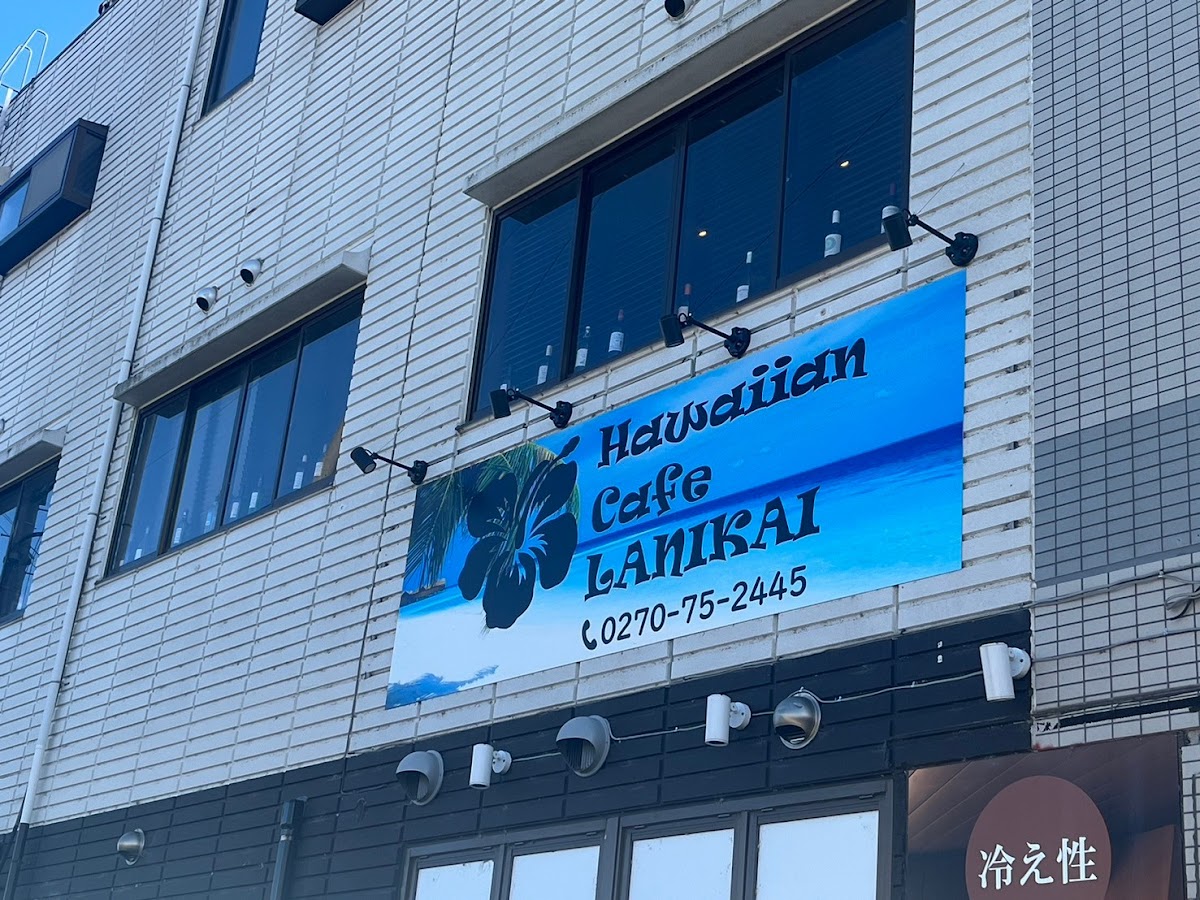 Hawaiian
Cafe
LANIKAI
0270-75-2445
冷え性